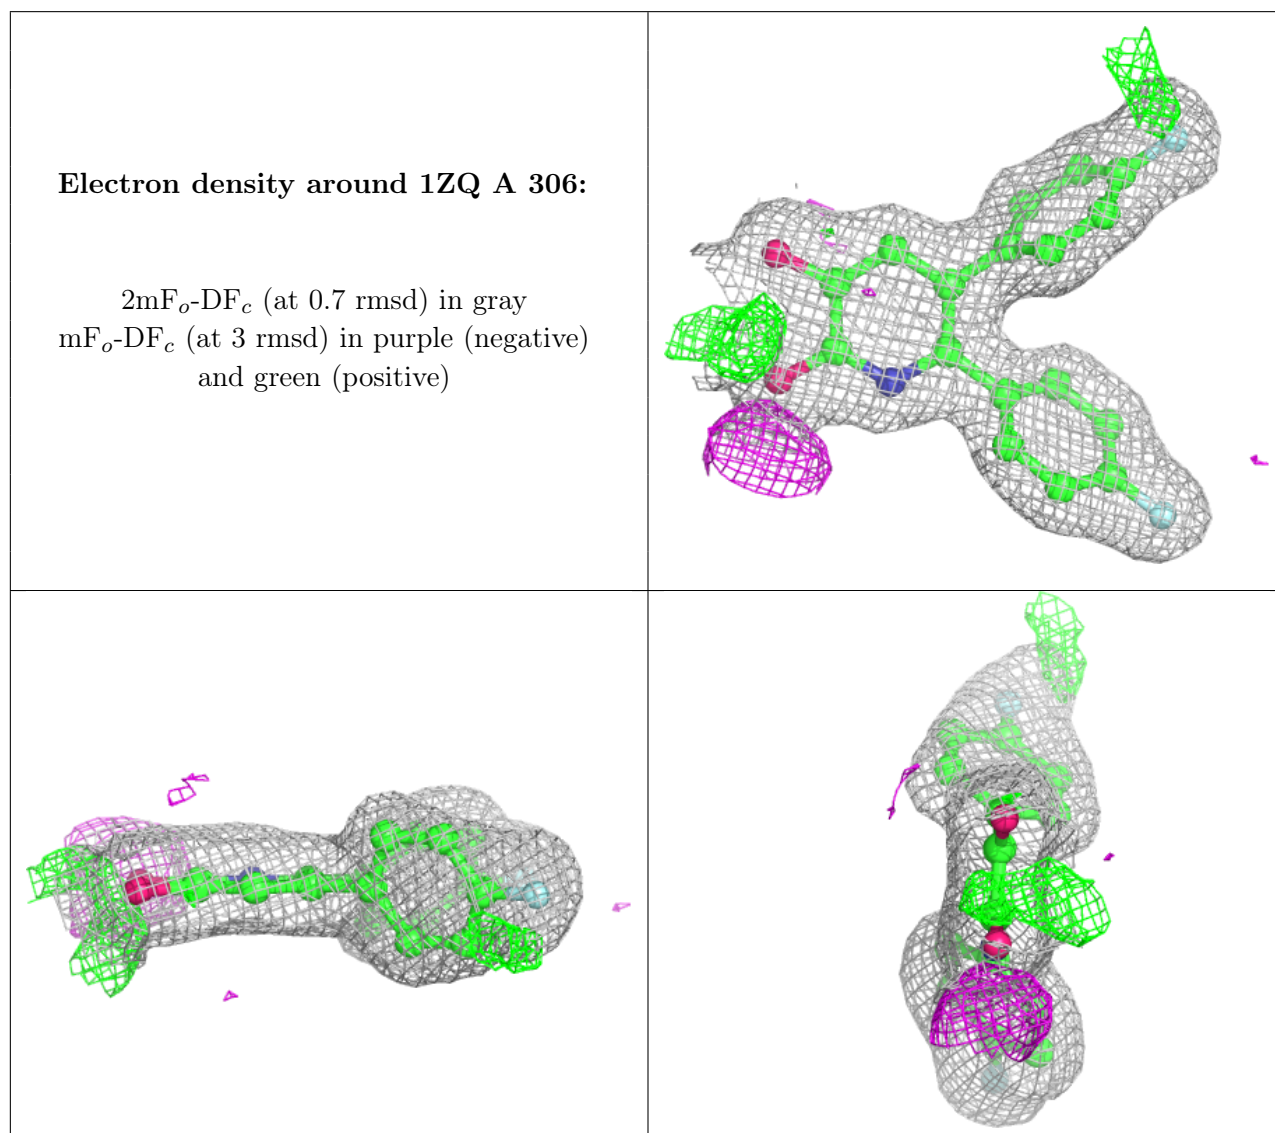 Electron density around 1ZQ A 306:
2mFₒ-DF𝒸 (at 0.7 rmsd) in gray
mFₒ-DF𝒸 (at 3 rmsd) in purple (negative)
and green (positive)